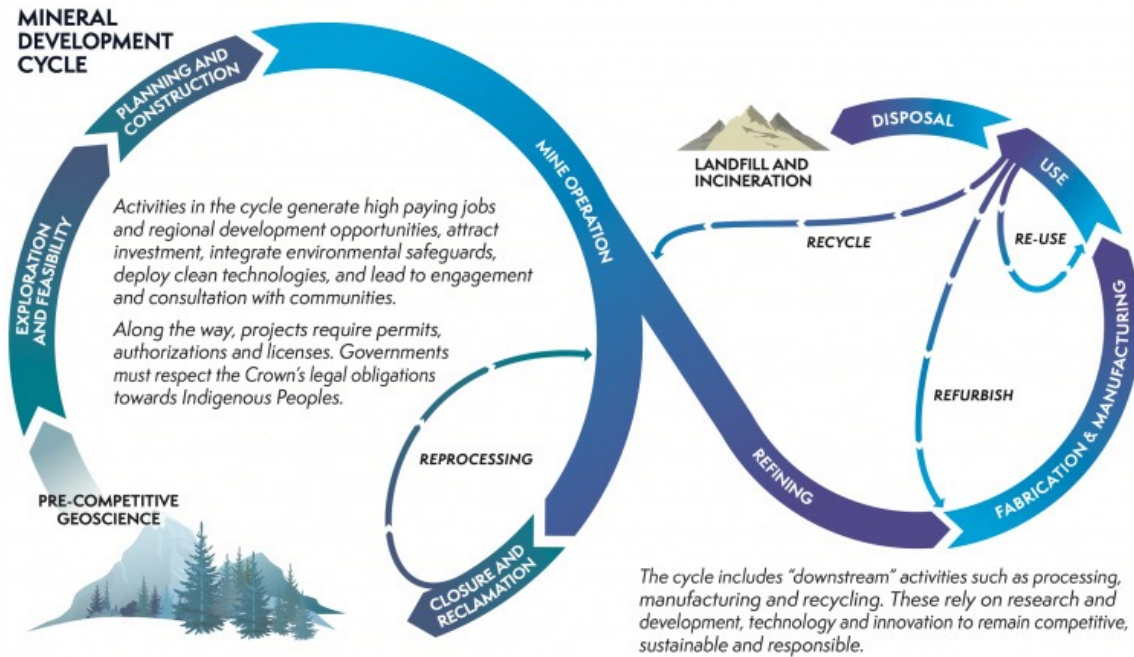 MINERAL
DEVELOPMENT
CYCLE
PLANNING AND
CONSTRUCTION
EXPLORATION
AND FEASIBILITY
PRE-COMPETITIVE
GEOSCIENCE
MINE OPERATION
Activities in the cycle generate high paying jobs
and regional development opportunities, attract
investment, integrate environmental safeguards,
deploy clean technologies, and lead to engagement
and consultation with communities.
Along the way, projects require permits,
authorizations and licenses. Governments
must respect the Crown's legal obligations
towards Indigenous Peoples.
REPROCESSING
CLOSURE AND
RECLAMATION
DISPOSAL
LANDFILL AND
INCINERATION
USE
RECYCLE
RE-USE
REFURBISH
REFINING
FABRICATION & MANUFACTURING
The cycle includes "downstream" activities such as processing,
manufacturing and recycling. These rely on research and
development, technology and innovation to remain competitive,
sustainable and responsible.